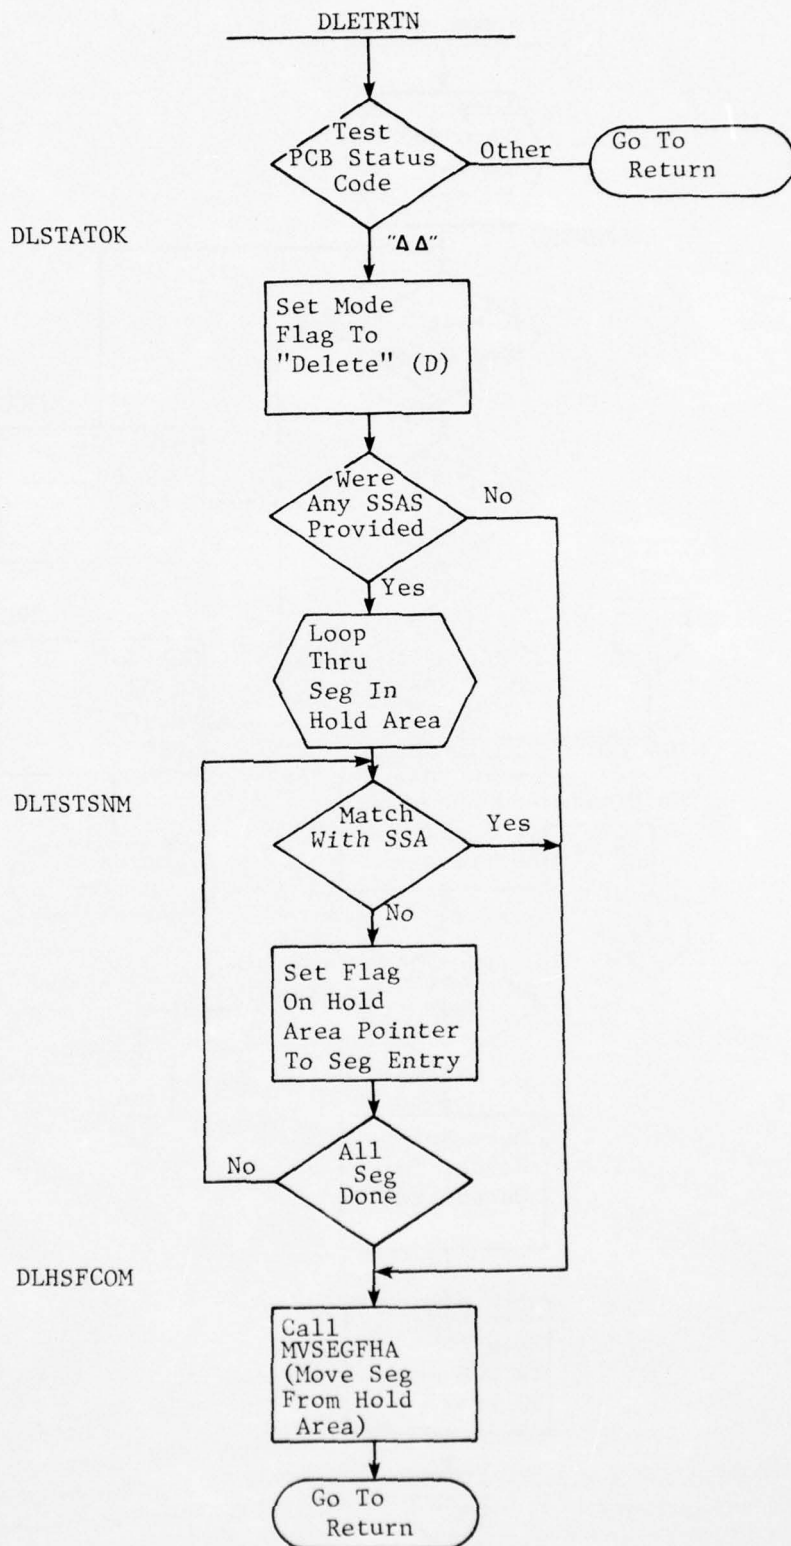 DLETRTN
Test
PCB Status
Code
Other
Go To
Return
DLSTATOK
"Δ Δ"
Set Mode
Flag To
"Delete" (D)
Were
Any SSAS
Provided
No
Yes
Loop
Thru
Seg In
Hold Area
DLTSTSNM
Match
With SSA
Yes
No
Set Flag
On Hold
Area Pointer
To Seg Entry
All
Seg
Done
No
DLHSFCOM
Call
MVSEGFHA
(Move Seg
From Hold
Area)
Go To
Return